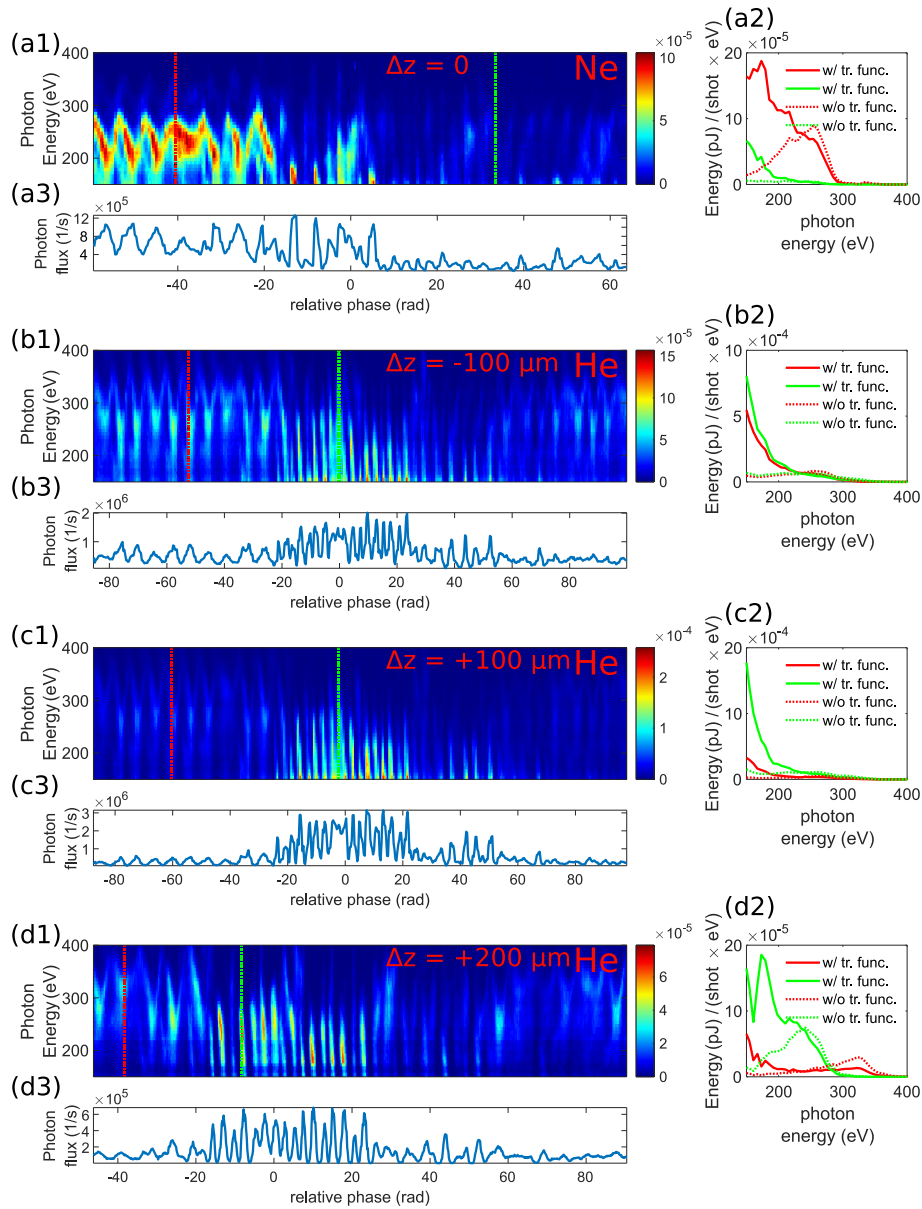 (a1)
400
300
200
Photon
Energy (eV)
Δz = 0
Ne
× 10-5
10
5
0
(a2)
× 10-5
20
10
5
0
200
300
400
Energy (pJ) / (shot × eV)
w/ tr. func.
w/ tr. func.
w/o tr. func.
w/o tr. func.
photon
energy (eV)
(a3)
× 105
12
8
4
Photon
flux (1/s)
-40
-20
0
20
40
60
relative phase (rad)
(b1)
400
300
200
Photon
Energy (eV)
Δz = -100 μm
He
× 10-5
15
10
5
0
(b2)
× 10-4
10
5
0
200
300
400
Energy (pJ) / (shot × eV)
w/ tr. func.
w/ tr. func.
w/o tr. func.
w/o tr. func.
photon
energy (eV)
(b3)
× 106
2
1
Photon
flux (1/s)
-80
-60
-40
-20
0
20
40
60
80
relative phase (rad)
(c1)
400
300
200
Photon
Energy (eV)
Δz = +100 μm
He
× 10-4
2
1
0
(c2)
× 10-4
20
10
0
200
300
400
Energy (pJ) / (shot × eV)
w/ tr. func.
w/ tr. func.
w/o tr. func.
w/o tr. func.
photon
energy (eV)
(c3)
× 106
3
2
1
Photon
flux (1/s)
-80
-60
-40
-20
0
20
40
60
80
relative phase (rad)
(d1)
400
300
200
Photon
Energy (eV)
Δz = +200 μm
He
× 10-5
6
4
2
0
(d2)
× 10-5
20
10
5
0
200
300
400
Energy (pJ) / (shot × eV)
w/ tr. func.
w/ tr. func.
w/o tr. func.
w/o tr. func.
photon
energy (eV)
(d3)
× 105
6
4
2
Photon
flux (1/s)
-40
-20
0
20
40
60
80
relative phase (rad)